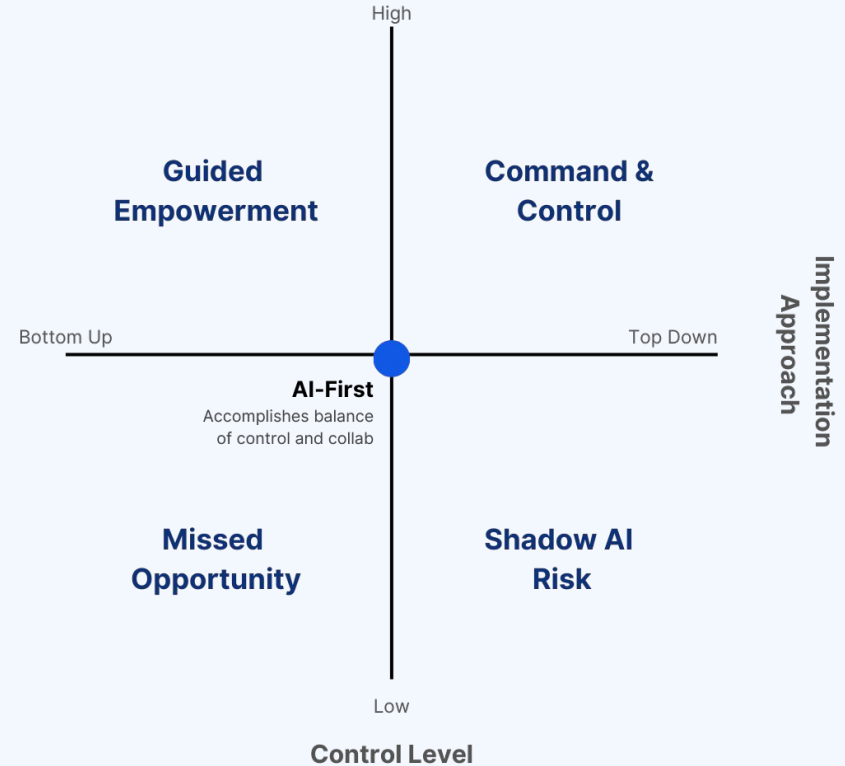 High
Guided
Empowerment
Command &
Control
Bottom Up
Top Down
Implementation
Approach
AI-First
Accomplishes balance
of control and collab
Missed
Opportunity
Shadow AI
Risk
Low
Control Level